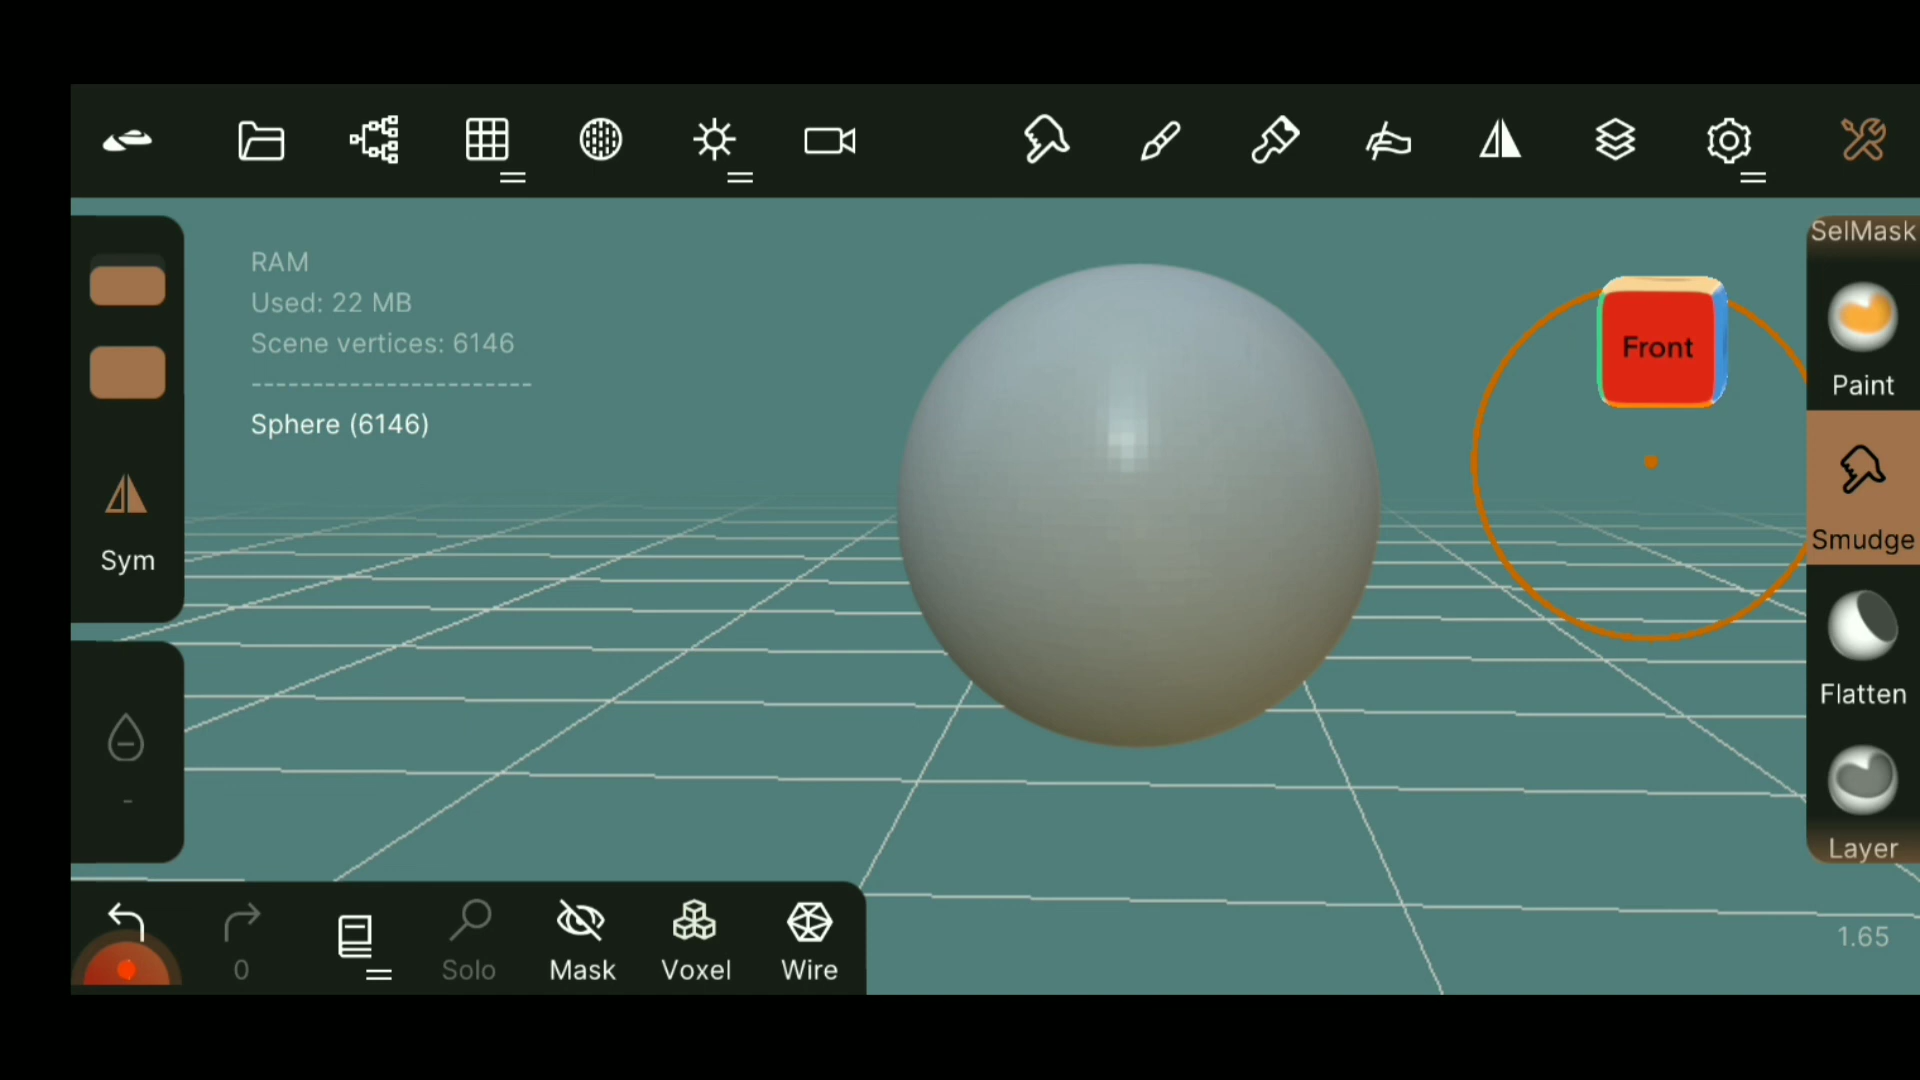 RAM
Used: 22 MB
Scene vertices: 6146
-----------------------
Sphere (6146)
Sym
-
Front
SelMask
Paint
Smudge
Flatten
Layer
1.65
0
Solo
Mask
Voxel
Wire